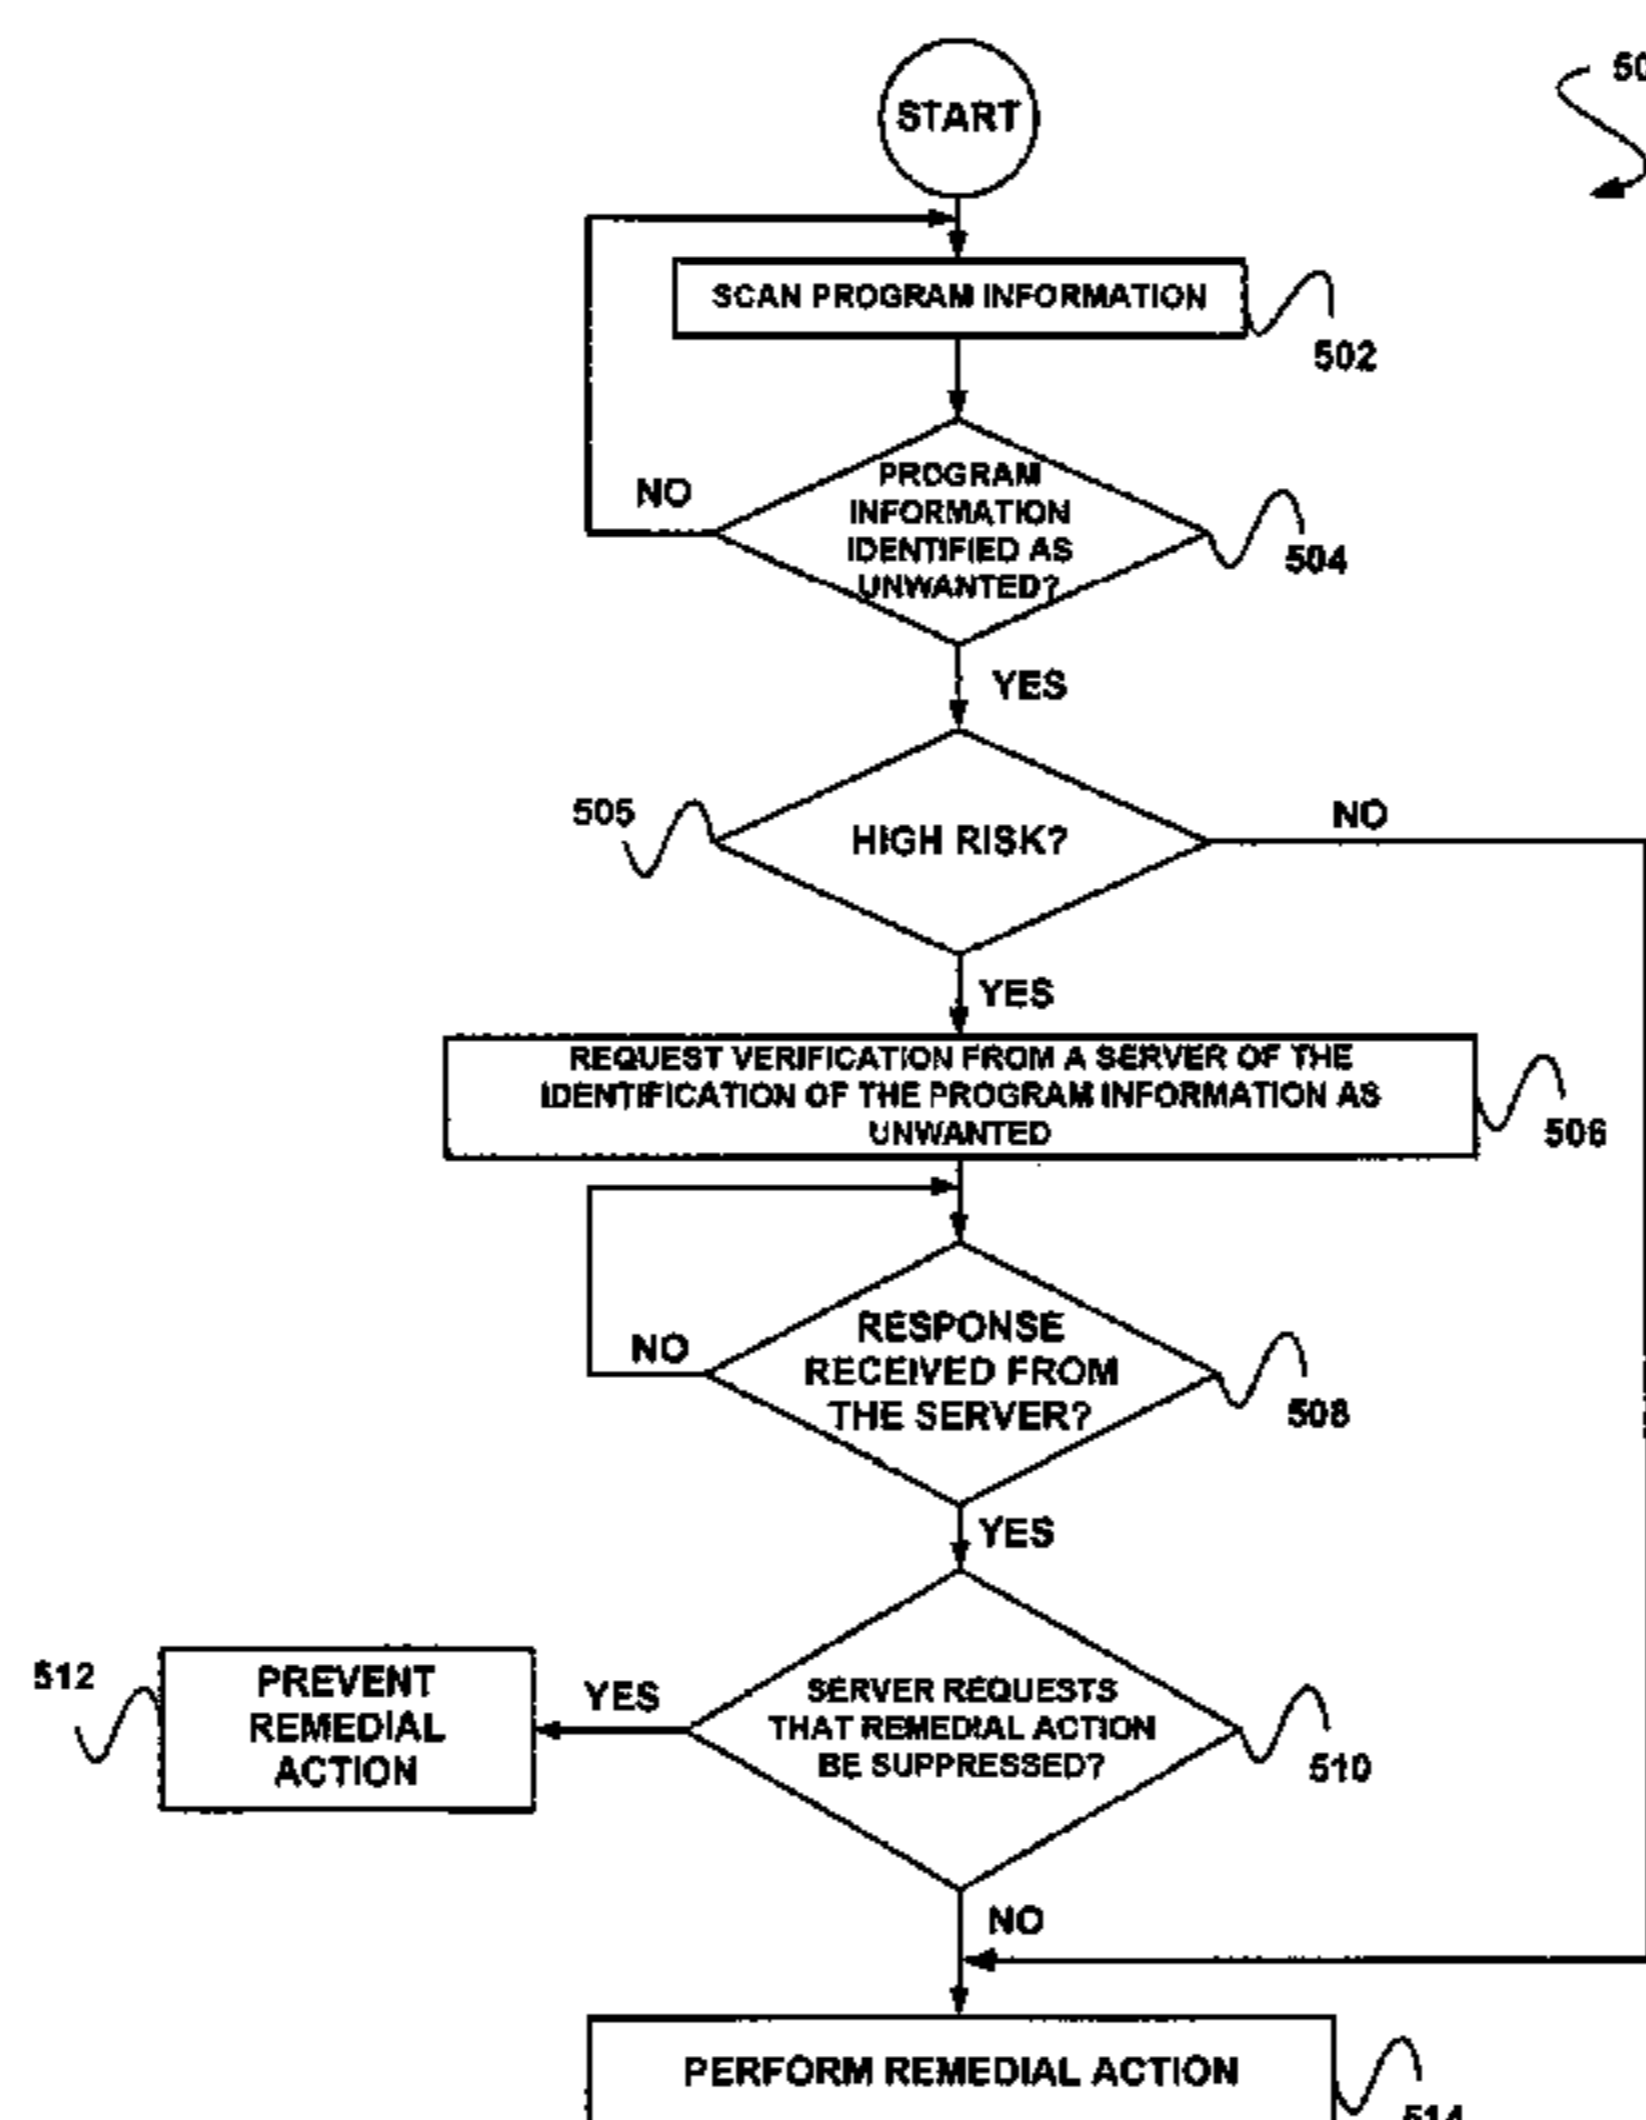 START
50
SCAN PROGRAM INFORMATION
502
PROGRAM
INFORMATION
IDENTIFIED AS
UNWANTED?
NO
504
YES
505
HIGH RISK?
NO
YES
REQUEST VERIFICATION FROM A SERVER OF THE
IDENTIFICATION OF THE PROGRAM INFORMATION AS
UNWANTED
506
RESPONSE
RECEIVED FROM
THE SERVER?
NO
508
YES
512
PREVENT
REMEDIAL
ACTION
YES
SERVER REQUESTS
THAT REMEDIAL ACTION
BE SUPPRESSED?
510
NO
PERFORM REMEDIAL ACTION
514